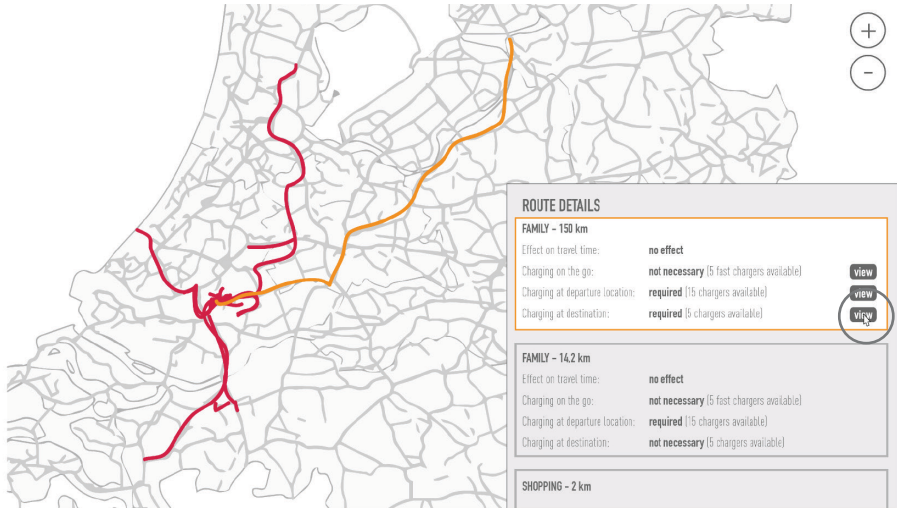 +
−
ROUTE DETAILS
FAMILY - 150 km
Effect on travel time: no effect
Charging on the go: not necessary (5 fast chargers available) view
Charging at departure location: required (15 chargers available) view
Charging at destination: required (5 chargers available) view
FAMILY - 14.2 km
Effect on travel time: no effect
Charging on the go: not necessary (5 fast chargers available)
Charging at departure location: required (15 chargers available)
Charging at destination: not necessary (5 chargers available)
SHOPPING - 2 km